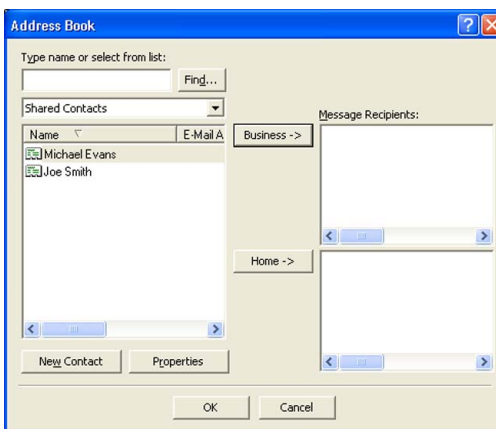 Address Book
Type name or select from list:
Find...
Shared Contacts
Message Recipients:
Name
E-Mail A
Business ->
Michael Evans
Joe Smith
Home ->
New Contact
Properties
OK
Cancel